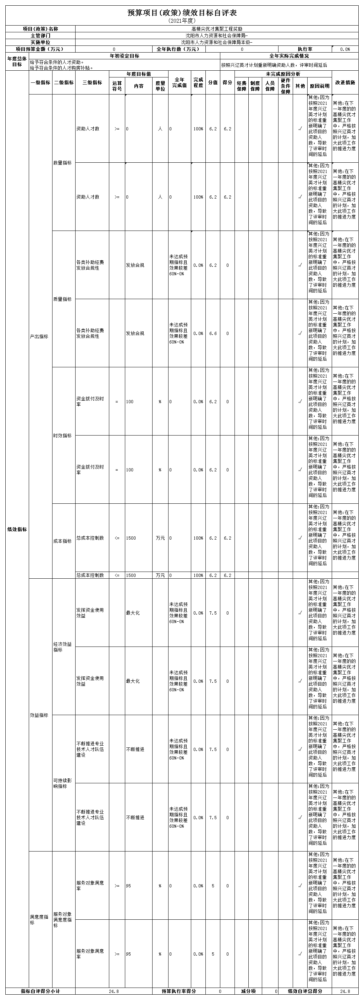 预算项目(政策)绩效目标自评表
(2021年度)
项目(政策)名称 高精尖优才集聚工程奖励
主管部门 沈阳市人力资源和社会保障局-
实施单位 沈阳市人力资源和社会保障局本级-
项目预算金额（万元） 0 全年执行数（万元） 0 执行率 0.0%
年度总体目标 年初设定目标 全年实际完成情况
给予符合条件的人才资助。
给予符合条件的人才购房补贴。
按照兴辽英才计划重新明确资助人数，评审时间延后
绩效指标 一级指标 二级指标 三级指标 年度目标值 全年完成值 完成程度 分值 得分 未完成原因分析 改进措施
运算符号 内容 度量单位 经费保障 制度保障 人员保障 硬件条件保障 其他 原因说明
产出指标 数量指标 资助人才数 >= 0 人 0 100% 6.2 6.2 √ 其他:因为按照2021年度兴辽英才计划的标准重新明确了此项目的资助人数，导致了评审时间的延后 其他:在下一年度的的高精尖优才集聚工作中，严格按照兴辽英才的计划，加大此项工作的推进力度
资助人才数 >= 0 人 0 100% 6.2 6.2 √ 其他:因为按照2021年度兴辽英才计划的标准重新明确了此项目的资助人数，导致了评审时间的延后 其他:在下一年度的的高精尖优才集聚工作中，严格按照兴辽英才的计划，加大此项工作的推进力度
质量指标 各类补助经费发放合规性 发放合规 未达成预期指标且效果较差60%-0% 0.0% 6.2 0 √ 其他:因为按照2021年度兴辽英才计划的标准重新明确了此项目的资助人数，导致了评审时间的延后 其他:在下一年度的的高精尖优才集聚工作中，严格按照兴辽英才的计划，加大此项工作的推进力度
各类补助经费发放合规性 发放合规 未达成预期指标且效果较差60%-0% 0.0% 6.6 0 √ 其他:因为按照2021年度兴辽英才计划的标准重新明确了此项目的资助人数，导致了评审时间的延后 其他:在下一年度的的高精尖优才集聚工作中，严格按照兴辽英才的计划，加大此项工作的推进力度
时效指标 资金拨付及时率 = 100 % 0 0.0% 6.2 0 √ 其他:因为按照2021年度兴辽英才计划的标准重新明确了此项目的资助人数，导致了评审时间的延后 其他:在下一年度的的高精尖优才集聚工作中，严格按照兴辽英才的计划，加大此项工作的推进力度
资金拨付及时率 = 100 % 0 0.0% 6.2 0 √ 其他:因为按照2021年度兴辽英才计划的标准重新明确了此项目的资助人数，导致了评审时间的延后 其他:在下一年度的的高精尖优才集聚工作中，严格按照兴辽英才的计划，加大此项工作的推进力度
成本指标 总成本控制数 <= 1500 万元 0 100% 6.2 6.2 √ 其他:因为按照2021年度兴辽英才计划的标准重新明确了此项目的资助人数，导致了评审时间的延后 其他:在下一年度的的高精尖优才集聚工作中，严格按照兴辽英才的计划，加大此项工作的推进力度
总成本控制数 <= 1500 万元 0 100% 6.2 6.2
效益指标 经济效益指标 发挥资金使用效益 最大化 未达成预期指标且效果较差60%-0% 0.0% 7.5 0 √ 其他:因为按照2021年度兴辽英才计划的标准重新明确了此项目的资助人数，导致了评审时间的延后 其他:在下一年度的的高精尖优才集聚工作中，严格按照兴辽英才的计划，加大此项工作的推进力度
发挥资金使用效益 最大化 未达成预期指标且效果较差60%-0% 0.0% 7.5 0 √ 其他:因为按照2021年度兴辽英才计划的标准重新明确了此项目的资助人数，导致了评审时间的延后 其他:在下一年度的的高精尖优才集聚工作中，严格按照兴辽英才的计划，加大此项工作的推进力度
可持续影响指标 不断推进专业技术人才队伍建设 不断推进 未达成预期指标且效果较差60%-0% 0.0% 7.5 0 √ 其他:因为按照2021年度兴辽英才计划的标准重新明确了此项目的资助人数，导致了评审时间的延后 其他:在下一年度的的高精尖优才集聚工作中，严格按照兴辽英才的计划，加大此项工作的推进力度
不断推进专业技术人才队伍建设 不断推进 未达成预期指标且效果较差60%-0% 0.0% 7.5 0 √ 其他:因为按照2021年度兴辽英才计划的标准重新明确了此项目的资助人数，导致了评审时间的延后 其他:在下一年度的的高精尖优才集聚工作中，严格按照兴辽英才的计划，加大此项工作的推进力度
满意度指标 服务对象满意度指标 服务对象满意率 >= 95 % 0 0.0% 5 0 √ 其他:因为按照2021年度兴辽英才计划的标准重新明确了此项目的资助人数，导致了评审时间的延后 其他:在下一年度的的高精尖优才集聚工作中，严格按照兴辽英才的计划，加大此项工作的推进力度
服务对象满意率 >= 95 % 0 0.0% 5 0 √ 其他:因为按照2021年度兴辽英才计划的标准重新明确了此项目的资助人数，导致了评审时间的延后 其他:在下一年度的的高精尖优才集聚工作中，严格按照兴辽英才的计划，加大此项工作的推进力度
指标自评得分小计 24.8 预算执行率得分 0 减分项 0 绩效自评总得分 24.8